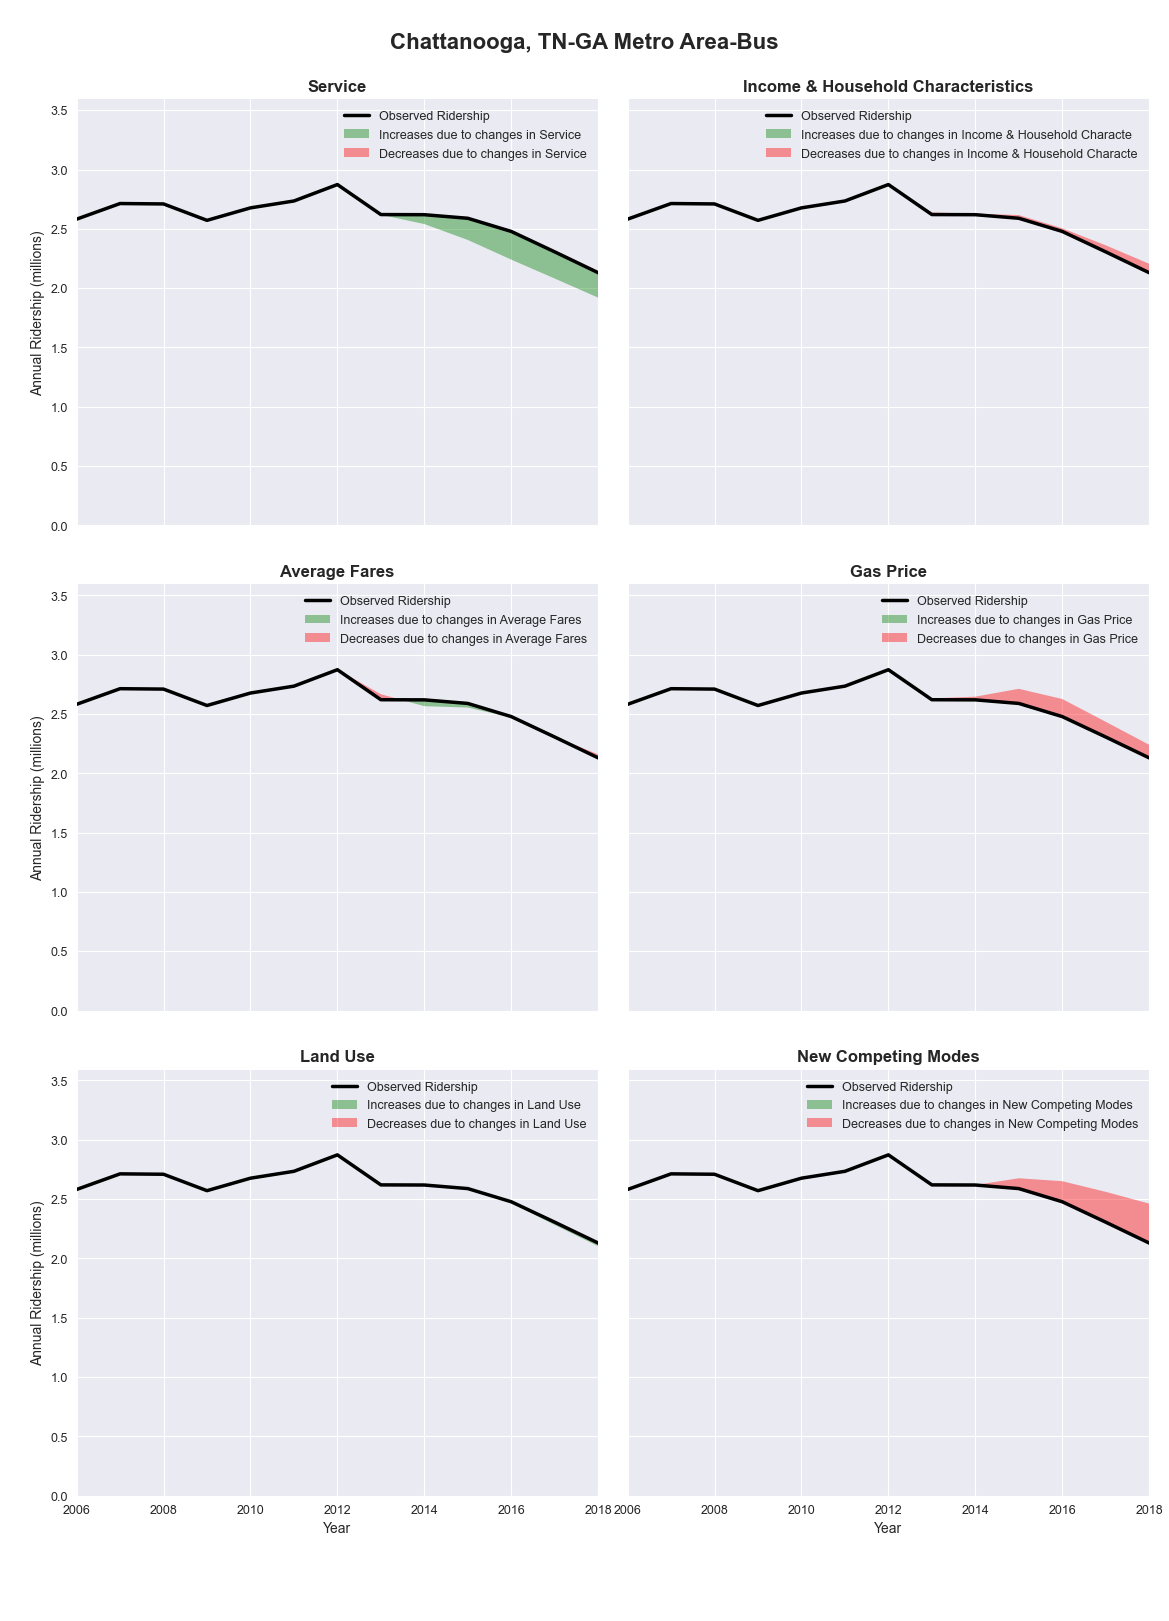 Chattanooga, TN-GA Metro Area-Bus
Service
Observed Ridership
Increases due to changes in Service
Decreases due to changes in Service
3.5
3.0
2.5
2.0
1.5
1.0
0.5
0.0
Annual Ridership (millions)
Income & Household Characteristics
Observed Ridership
Increases due to changes in Income & Household Characte
Decreases due to changes in Income & Household Characte
Average Fares
Observed Ridership
Increases due to changes in Average Fares
Decreases due to changes in Average Fares
3.5
3.0
2.5
2.0
1.5
1.0
0.5
0.0
Annual Ridership (millions)
Gas Price
Observed Ridership
Increases due to changes in Gas Price
Decreases due to changes in Gas Price
Land Use
Observed Ridership
Increases due to changes in Land Use
Decreases due to changes in Land Use
3.5
3.0
2.5
2.0
1.5
1.0
0.5
0.0
Annual Ridership (millions)
2006 2008 2010 2012 2014 2016 2018
Year
New Competing Modes
Observed Ridership
Increases due to changes in New Competing Modes
Decreases due to changes in New Competing Modes
2006 2008 2010 2012 2014 2016 2018
Year